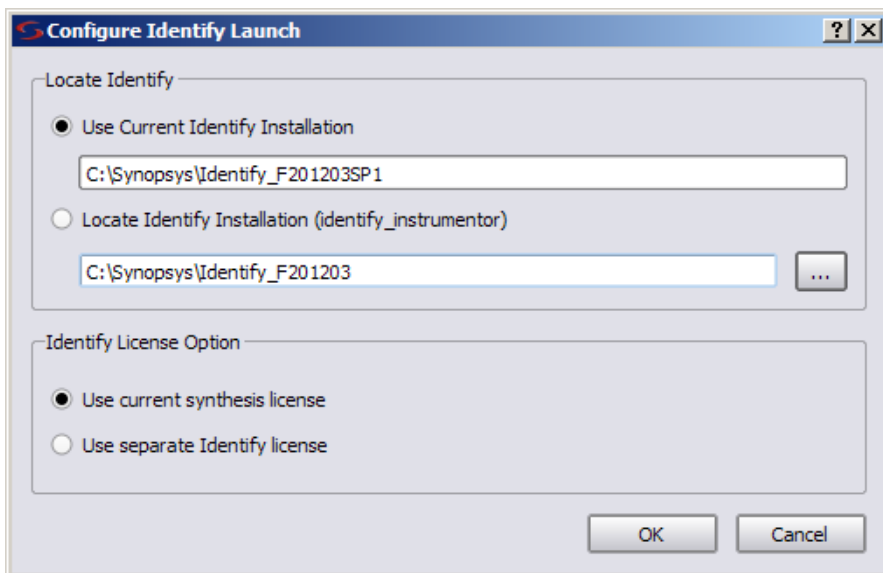 Configure Identify Launch
Locate Identify
Use Current Identify Installation
C:\Synopsys\Identify_F201203SP1
Locate Identify Installation (identify_instrumentor)
C:\Synopsys\Identify_F201203
...
Identify License Option
Use current synthesis license
Use separate Identify license
OK Cancel